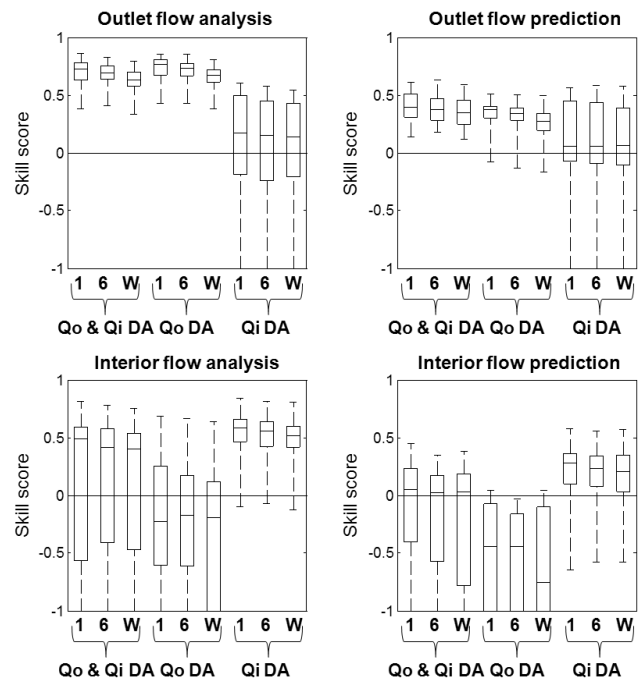 Outlet flow analysis
Skill score
1
0.5
0
-0.5
-1
1 6 W 1 6 W 1 6 W
Qo & Qi DA Qo DA Qi DA
Outlet flow prediction
Skill score
1
0.5
0
-0.5
-1
1 6 W 1 6 W 1 6 W
Qo & Qi DA Qo DA Qi DA
Interior flow analysis
Skill score
1
0.5
0
-0.5
-1
1 6 W 1 6 W 1 6 W
Qo & Qi DA Qo DA Qi DA
Interior flow prediction
Skill score
1
0.5
0
-0.5
-1
1 6 W 1 6 W 1 6 W
Qo & Qi DA Qo DA Qi DA